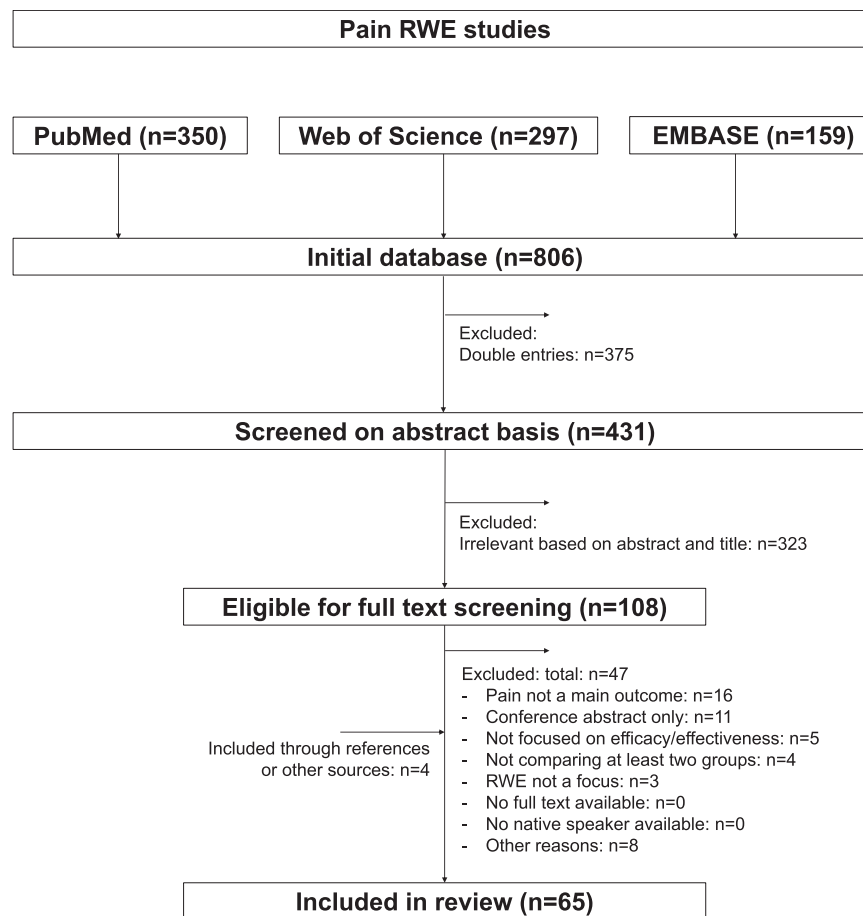 Pain RWE studies
PubMed (n=350)
Web of Science (n=297)
EMBASE (n=159)
Initial database (n=806)
Excluded:
Double entries: n=375
Screened on abstract basis (n=431)
Excluded:
Irrelevant based on abstract and title: n=323
Eligible for full text screening (n=108)
Excluded: total: n=47
- Pain not a main outcome: n=16
- Conference abstract only: n=11
- Not focused on efficacy/effectiveness: n=5
- Not comparing at least two groups: n=4
- RWE not a focus: n=3
- No full text available: n=0
- No native speaker available: n=0
- Other reasons: n=8
Included through references
or other sources: n=4
Included in review (n=65)